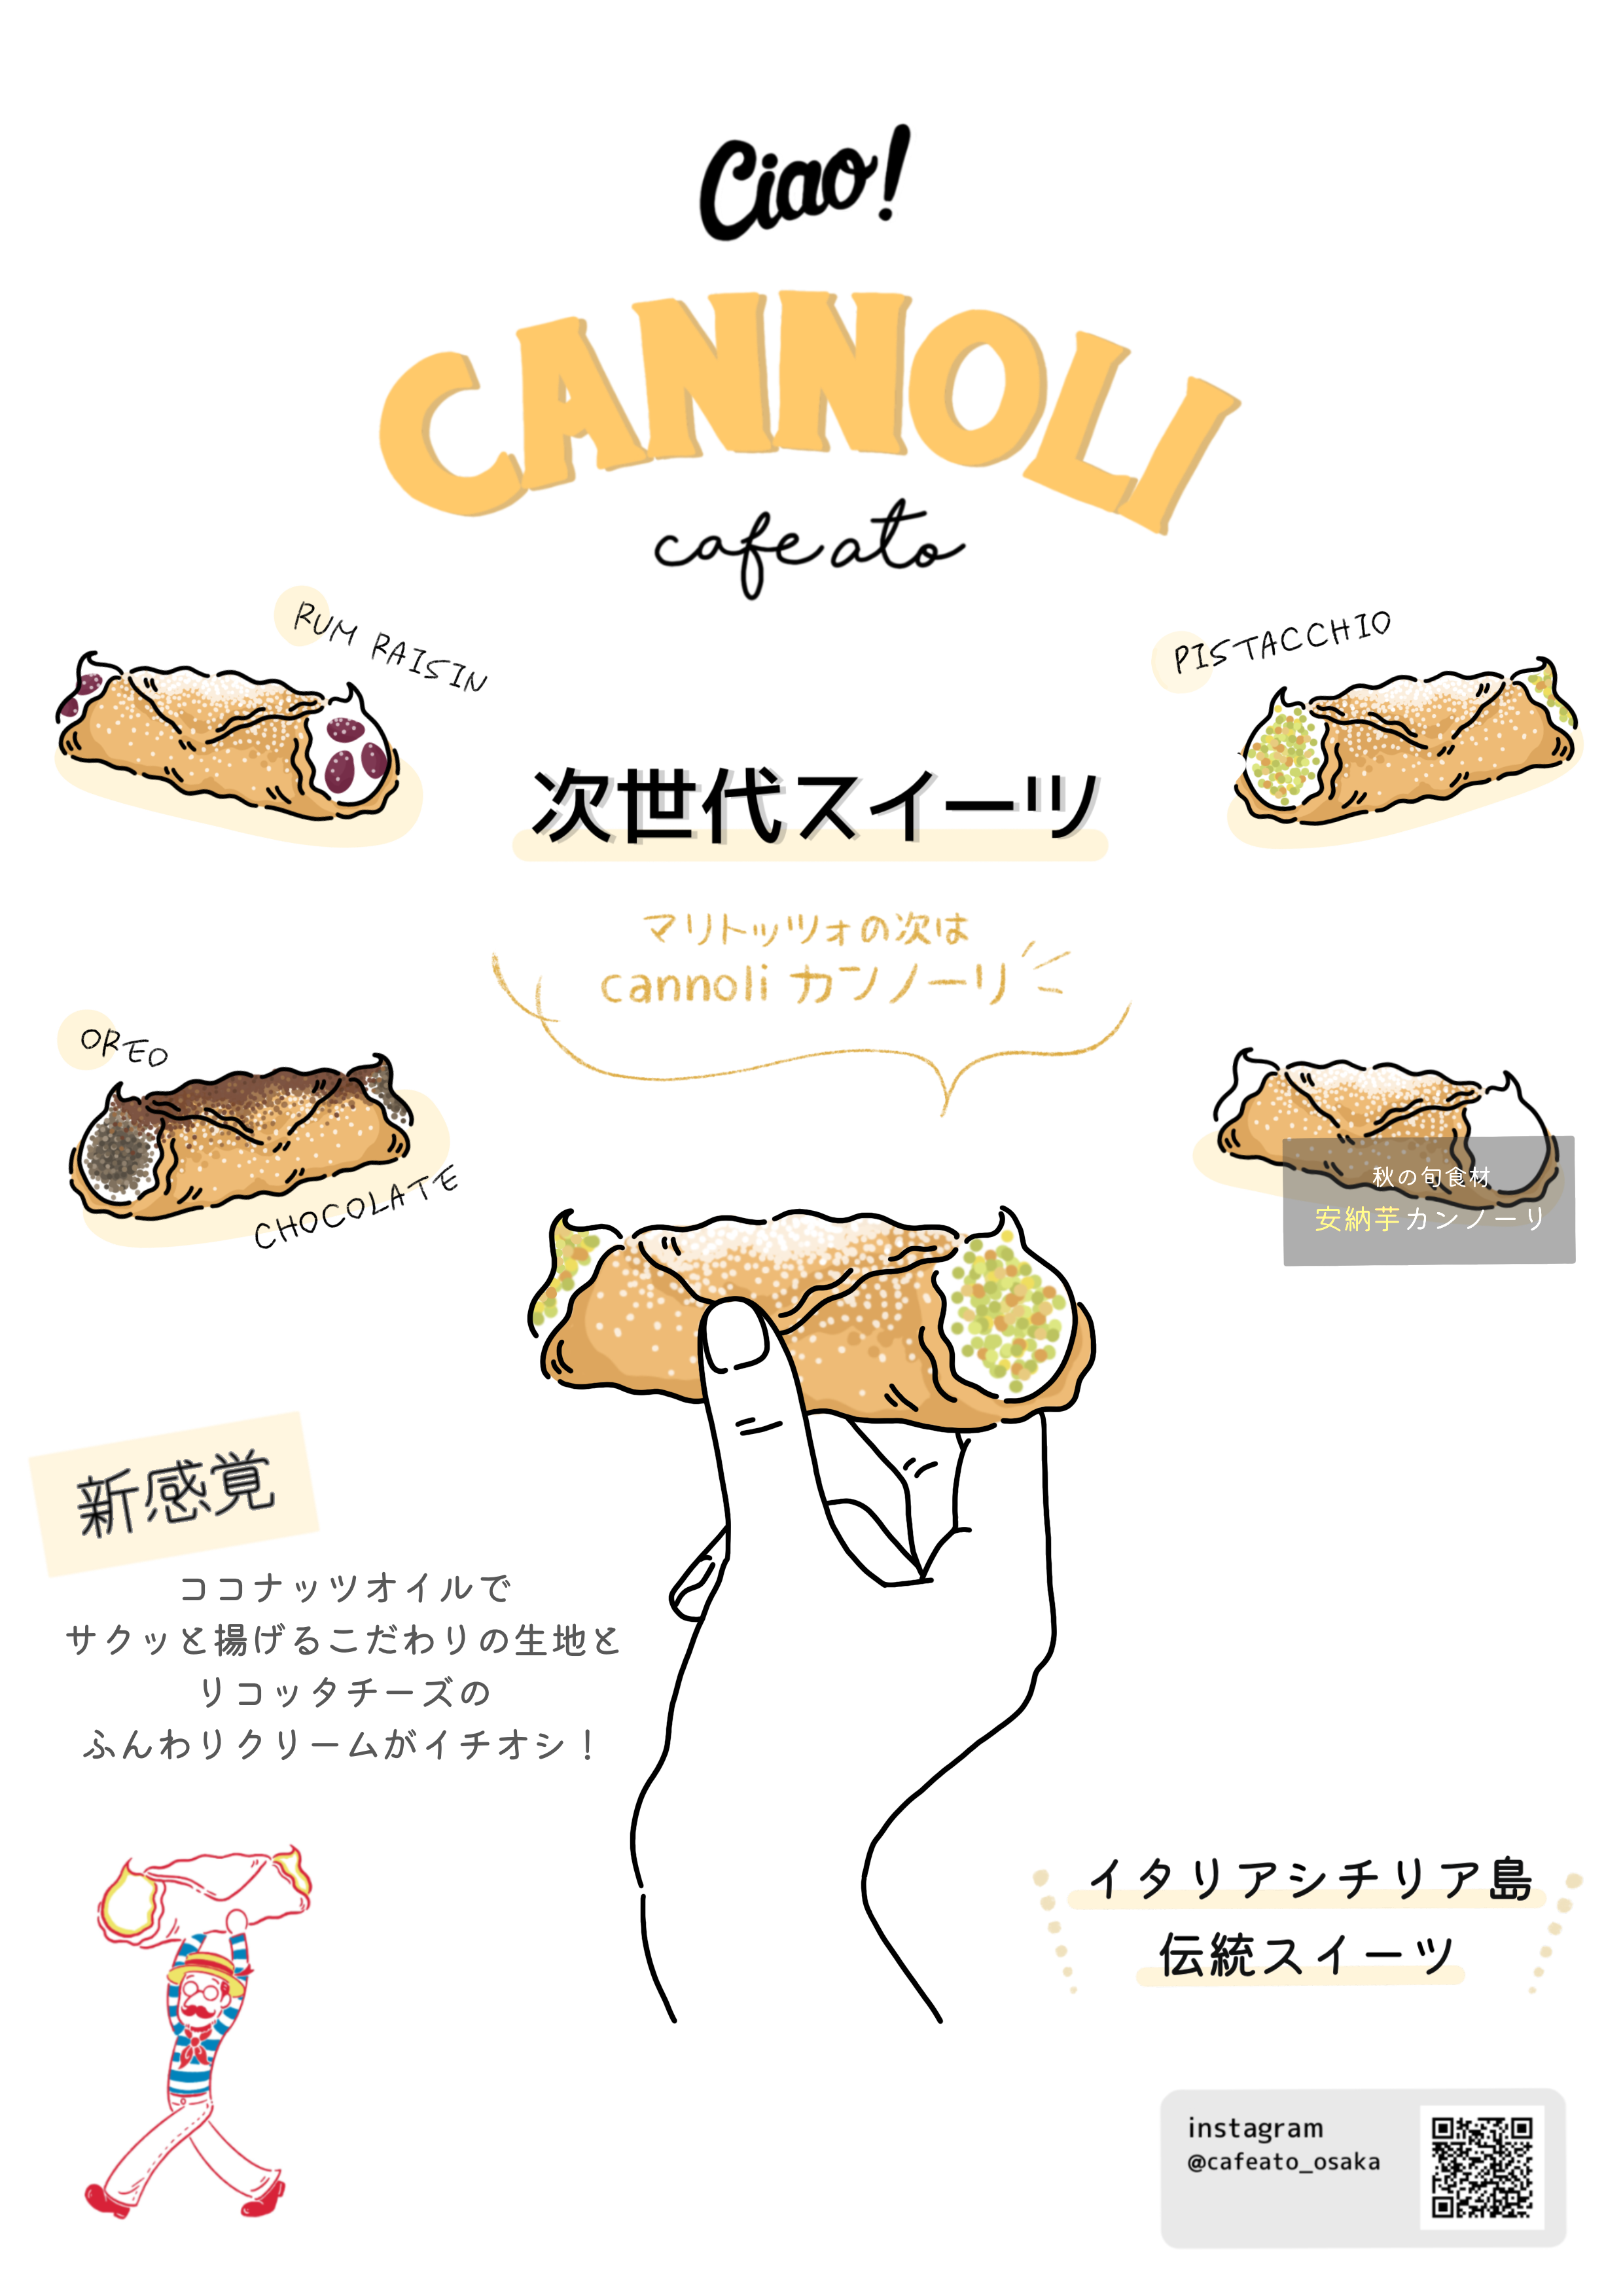 Ciao!
CANNOLI
cafe ato
RUM RAISIN
PISTACCHIO
次世代スイーツ
マリトッツォの次は
cannoli カンノーリ
OREO
CHOCOLATE
秋の旬食材
安納芋カンノーリ
新感覚
ココナッツオイルで
サクッと揚げるこだわりの生地と
リコッタチーズの
ふんわりクリームがイチオシ！
イタリアシチリア島
伝統スイーツ
instagram
@cafeato_osaka